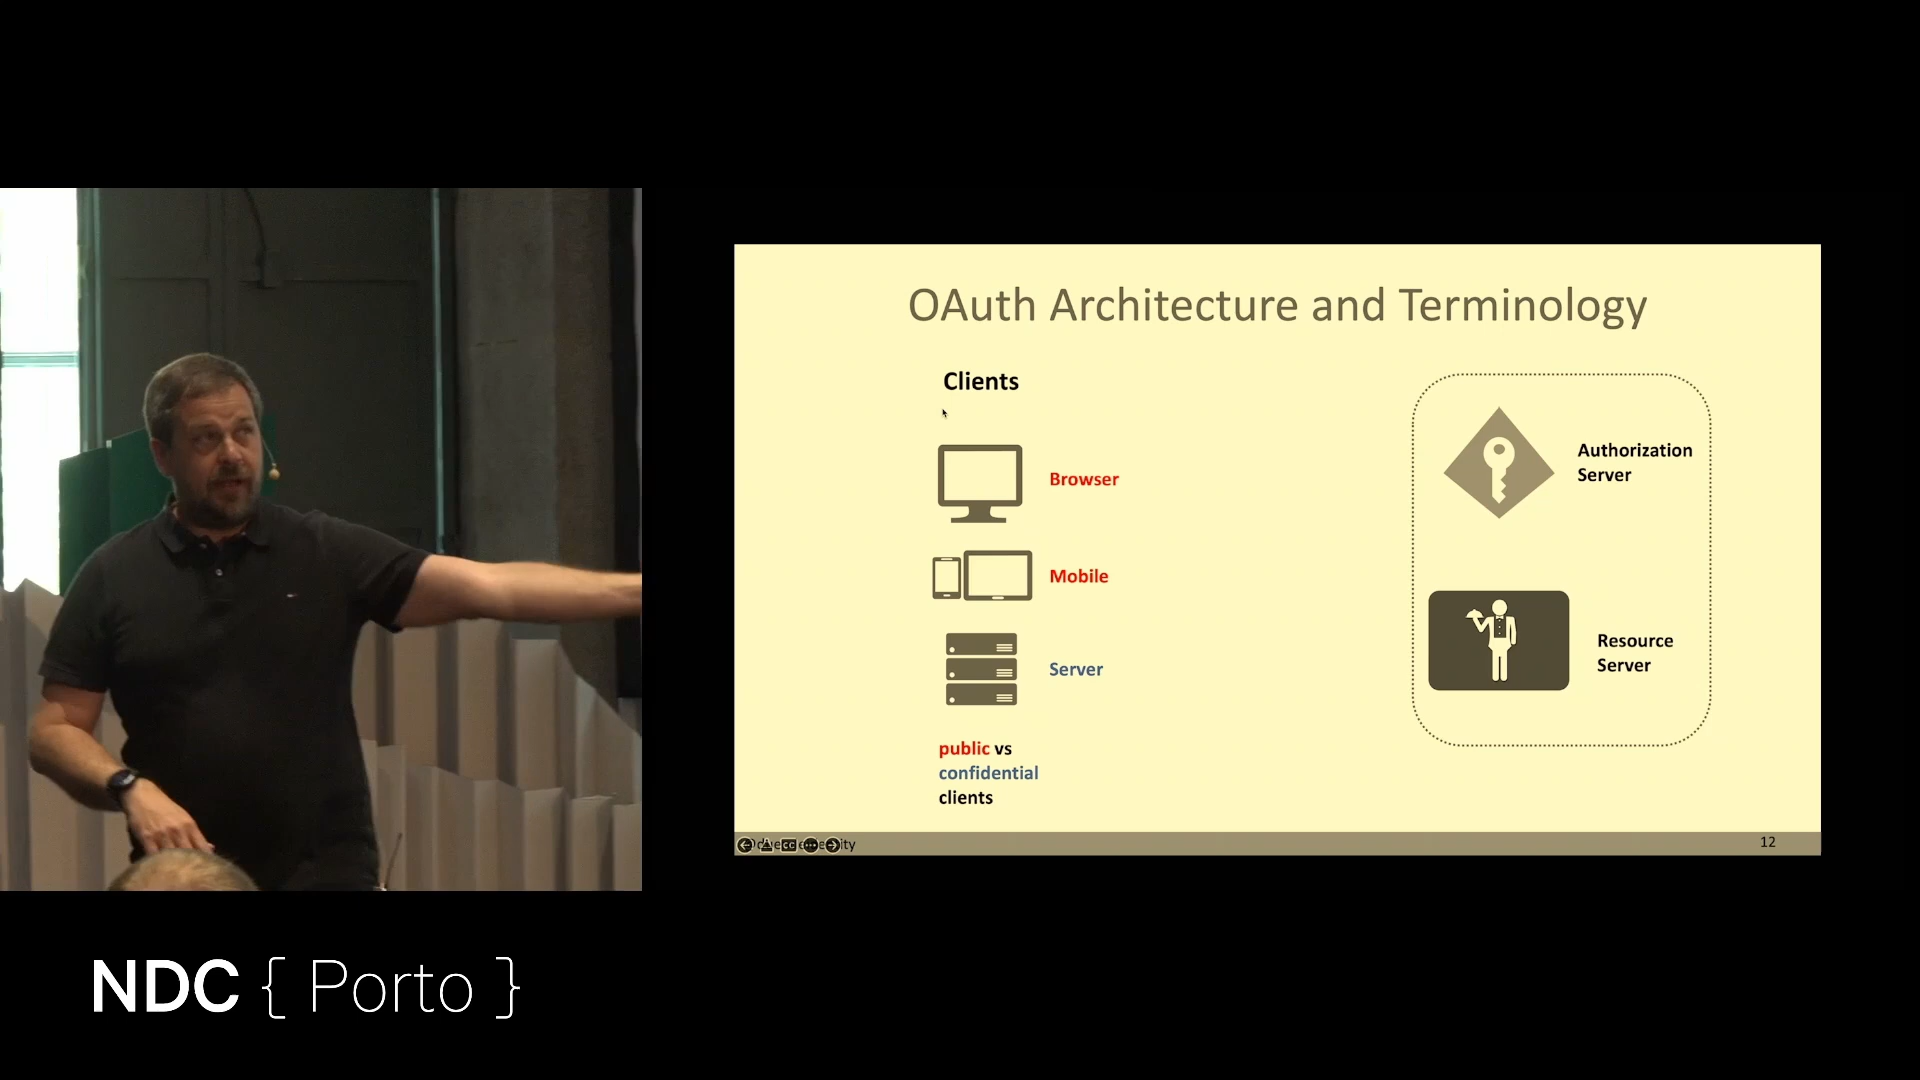 OAuth Architecture and Terminology
Clients
Browser
Mobile
Server
public vs
confidential
clients
Authorization
Server
Resource
Server
12
NDC { Porto }